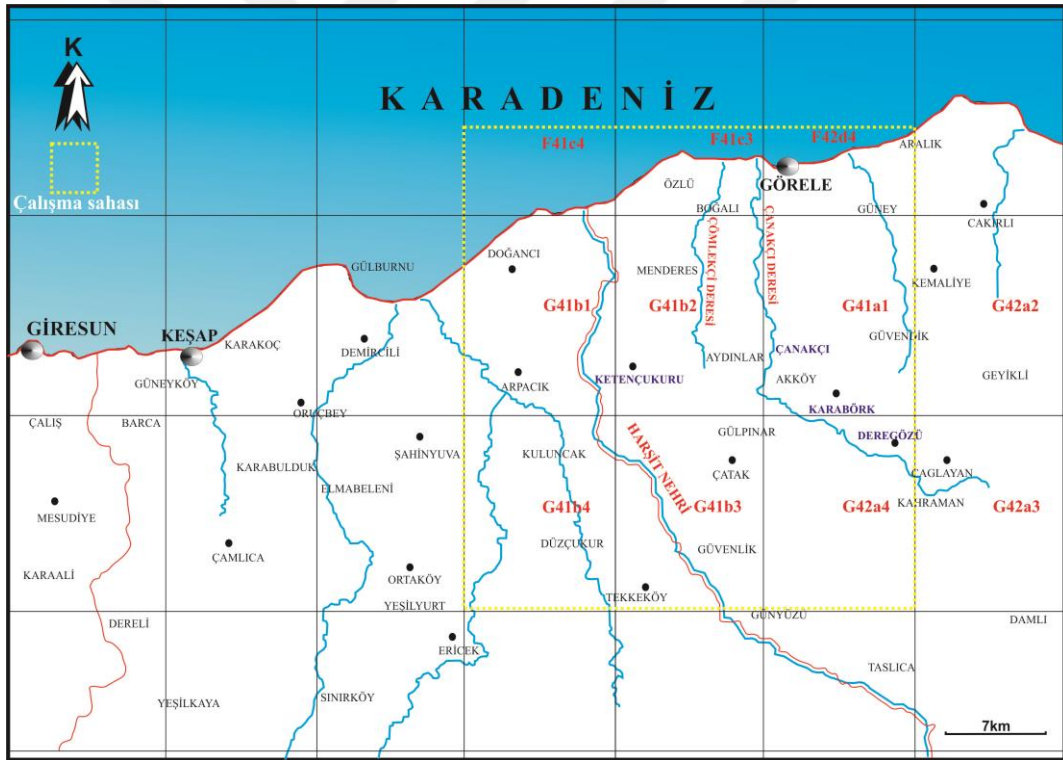 K
KARADENİZ
Çalışma sahası
F41c4
F41c3
F42d4
ARALIK
GÖRELE
ÖZLÜ
BOĞALI
GÜNEY
CAKIRLI
ÇÖMLEKÇİ DERESİ
ÇANAKÇI DERESİ
DOĞANCI
MENDERES
KEMALİYE
GÜLBURNU
G41b1
G41b2
G41a1
G42a2
GİRESUN
KEŞAP
KARAKOÇ
DEMİRCİLİ
GÜVENDİK
ÇANAKÇI
AYDINLAR
GÜNEYKÖY
ARPACIK
KETENÇUKURU
AKKÖY
GEYİKLİ
ÇALIŞ
BARCA
ORUÇBEY
KARABÖRK
GÜLPINAR
DEREGÖZÜ
ŞAHİNYUVA
KULUNCAK
HARŞİT NEHRİ
KARABULDUK
ÇATAK
CAGLAYAN
ELMABELENİ
KAHRAMAN
MESUDİYE
G41b4
G41b3
G42a4
G42a3
ÇAMLICA
DÜZÇUKUR
GÜVENLİK
KARAALİ
ORTAKÖY
YEŞİLYURT
TEKKEKÖY
DERELİ
GÜNYÜZÜ
DAMLI
ERİCEK
TASLICA
YEŞİLKAYA
SINIRKÖY
7km